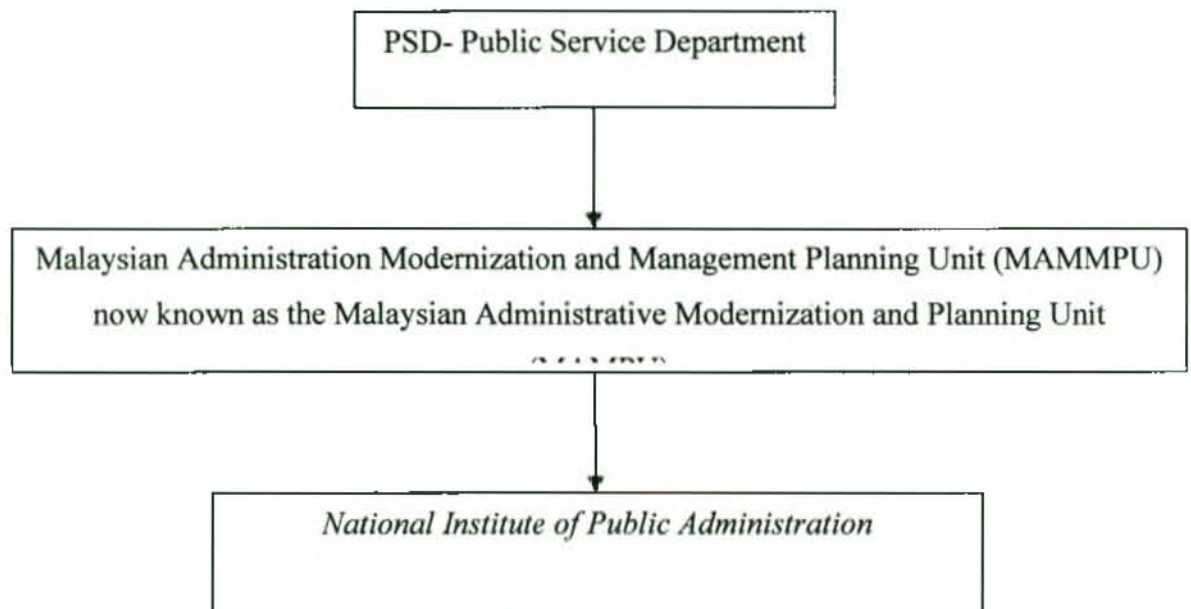 PSD- Public Service Department
Malaysian Administration Modernization and Management Planning Unit (MAMMPU)
now known as the Malaysian Administrative Modernization and Planning Unit
National Institute of Public Administration